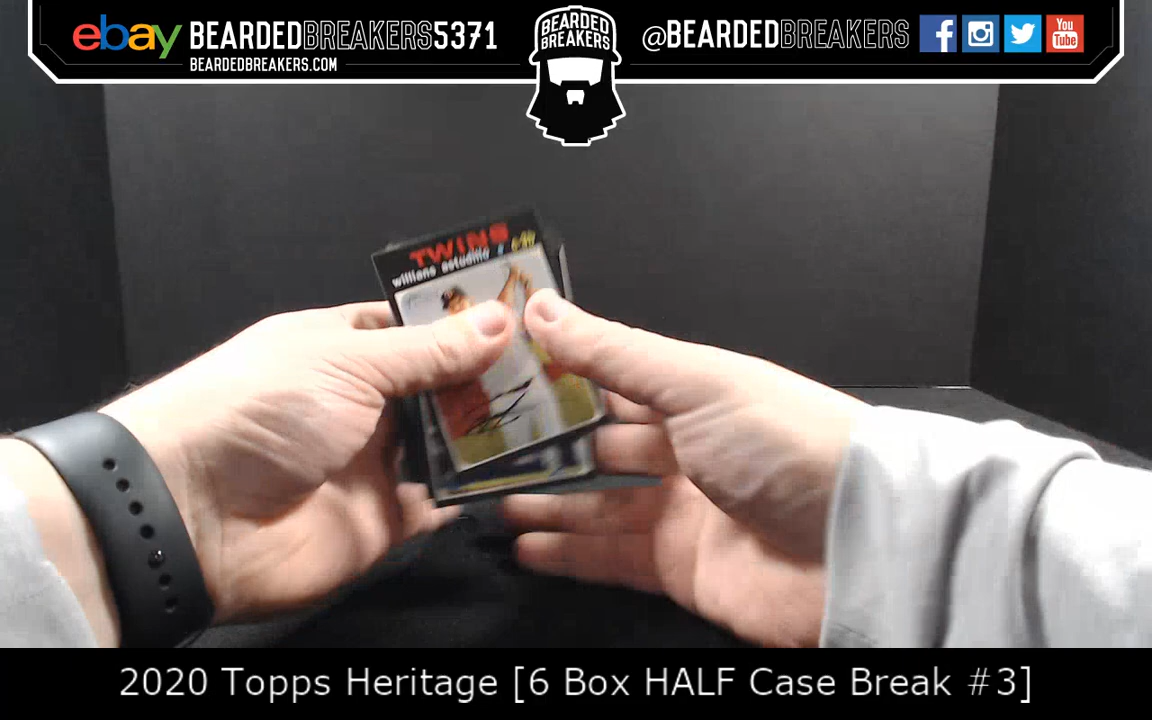 ebay BEARDEDBREAKERS5371
BEARDEDBREAKERS.COM
BEARDED
BREAKERS
@BEARDEDBREAKERS
You
Tube
TWINS
willians astudillo
2020 Topps Heritage [6 Box HALF Case Break #3]